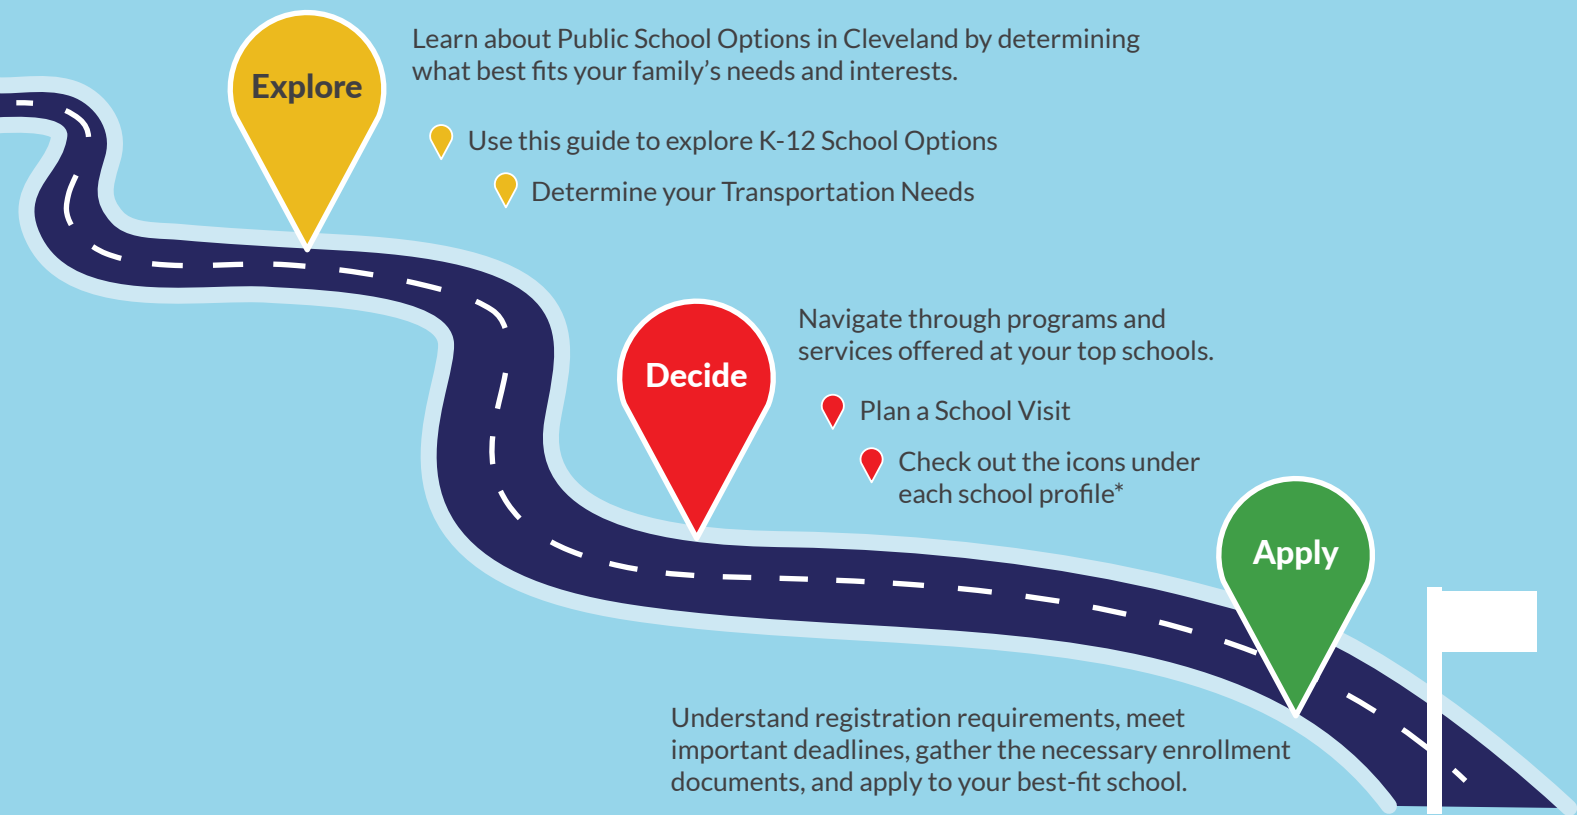 Explore
Learn about Public School Options in Cleveland by determining
what best fits your family’s needs and interests.
Use this guide to explore K-12 School Options
Determine your Transportation Needs
Decide
Navigate through programs and
services offered at your top schools.
Plan a School Visit
Check out the icons under
each school profile*
Apply
Understand registration requirements, meet
important deadlines, gather the necessary enrollment
documents, and apply to your best-fit school.